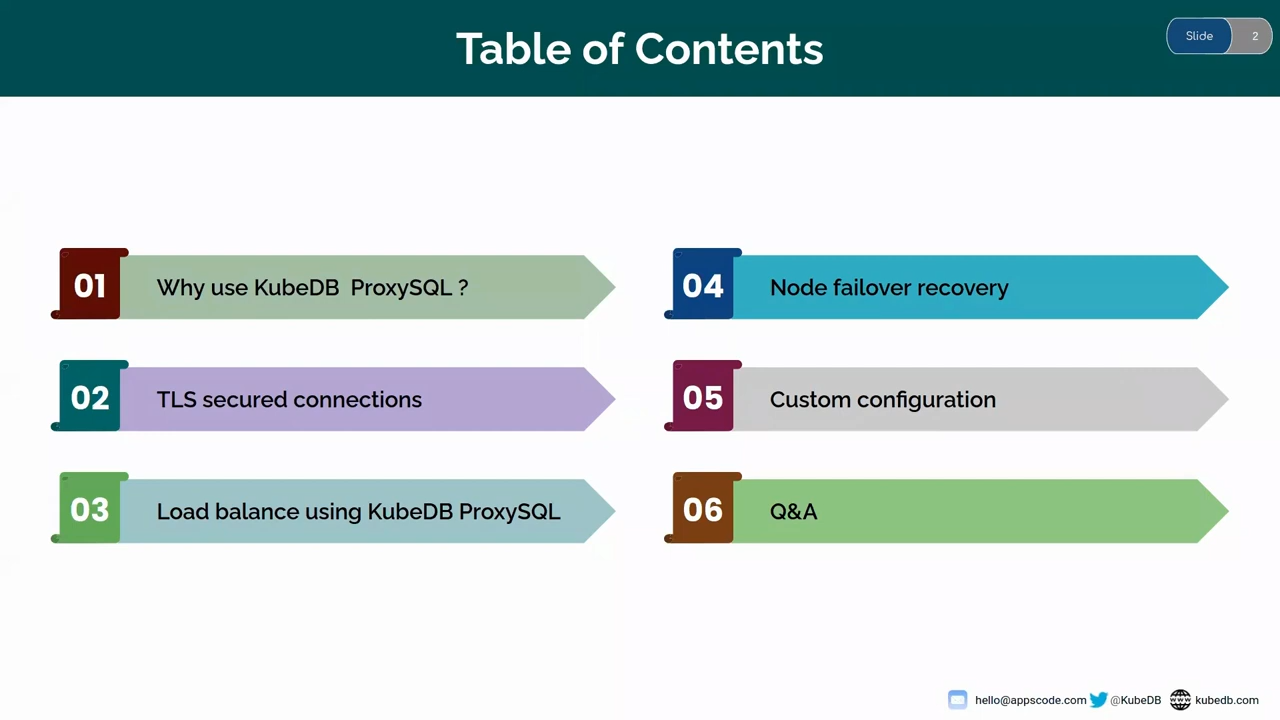 Table of Contents
Slide 2
01 Why use KubeDB ProxySQL ?
02 TLS secured connections
03 Load balance using KubeDB ProxySQL
04 Node failover recovery
05 Custom configuration
06 Q&A
hello@appscode.com @KubeDB www kubedb.com